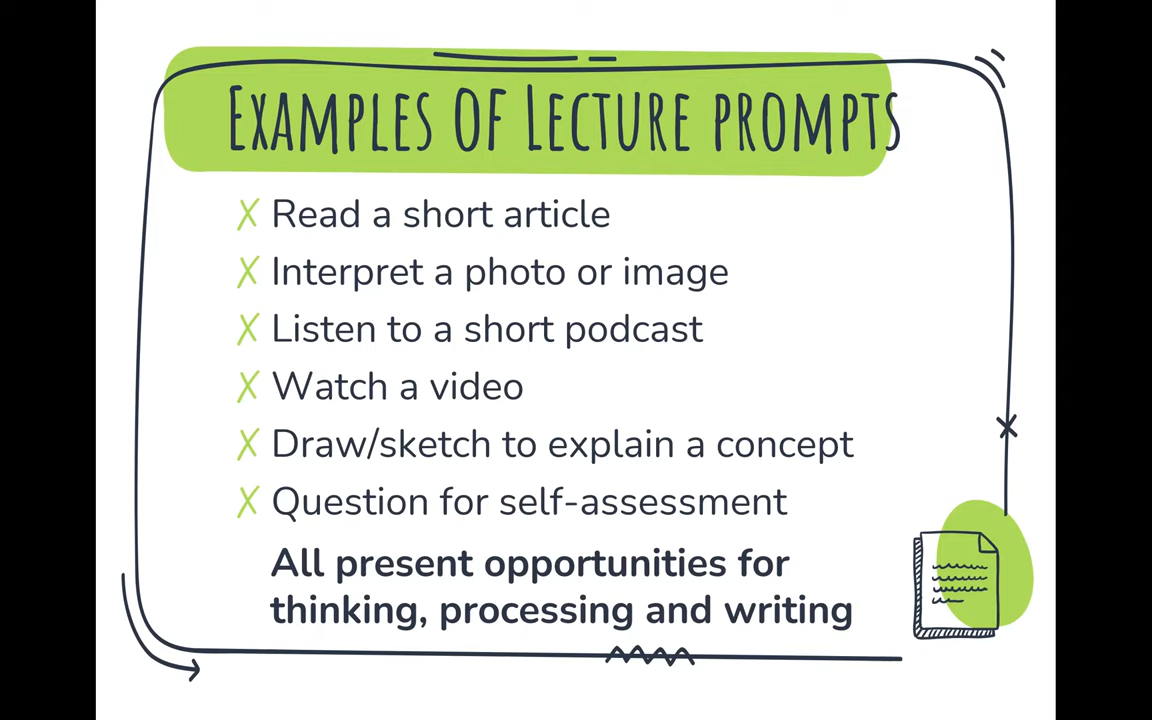 Examples of Lecture prompts
Read a short article
Interpret a photo or image
Listen to a short podcast
Watch a video
Draw/sketch to explain a concept
Question for self-assessment
All present opportunities for
thinking, processing and writing